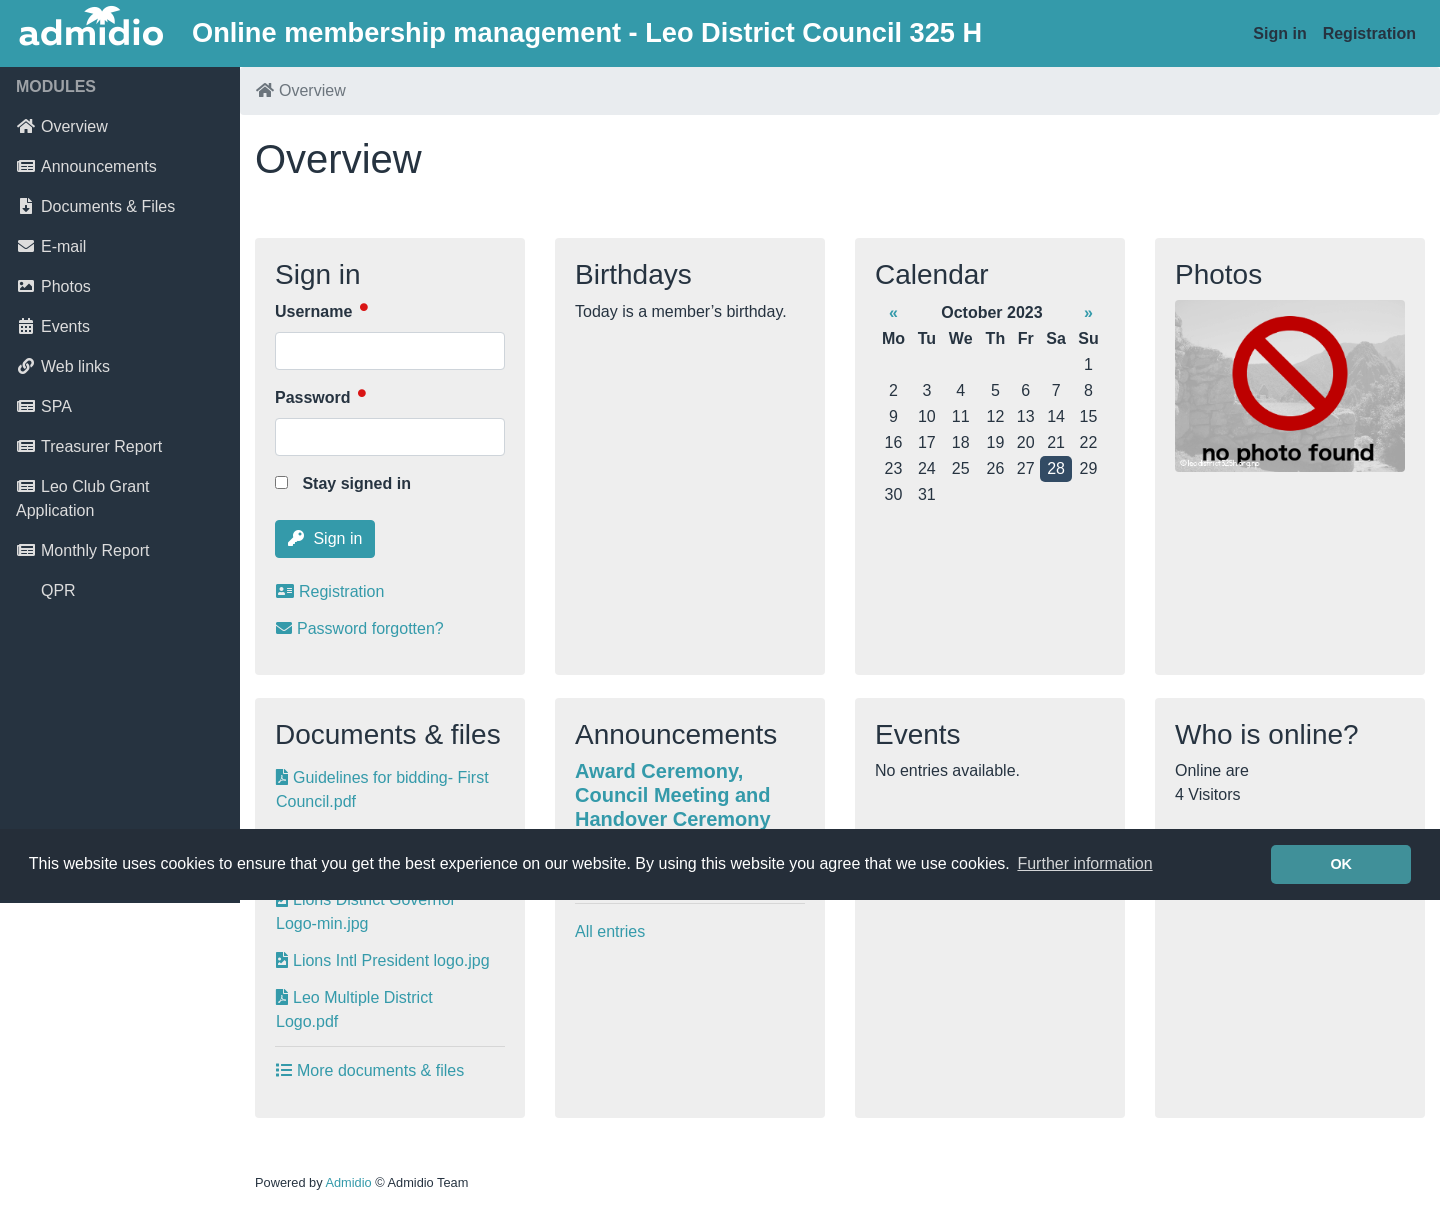 admidio
Online membership management - Leo District Council 325 H
Sign in Registration
MODULES
Overview
Announcements
Documents & Files
E-mail
Photos
Events
Web links
SPA
Treasurer Report
Leo Club Grant
Application
Monthly Report
QPR
Overview
Overview
Sign in
Username
Password
Stay signed in
Sign in
Registration
Password forgotten?
Birthdays
Today is a member’s birthday.
Calendar
« October 2023 »
Mo Tu We Th Fr Sa Su
1
2 3 4 5 6 7 8
9 10 11 12 13 14 15
16 17 18 19 20 21 22
23 24 25 26 27 28 29
30 31
Photos
no photo found
Documents & files
Guidelines for bidding- First
Council.pdf
Lions District Governor
Logo-min.jpg
Lions Intl President logo.jpg
Leo Multiple District
Logo.pdf
More documents & files
Announcements
Award Ceremony,
Council Meeting and
Handover Ceremony
All entries
Events
No entries available.
Who is online?
Online are
4 Visitors
This website uses cookies to ensure that you get the best experience on our website. By using this website you agree that we use cookies. Further information
OK
Powered by Admidio © Admidio Team